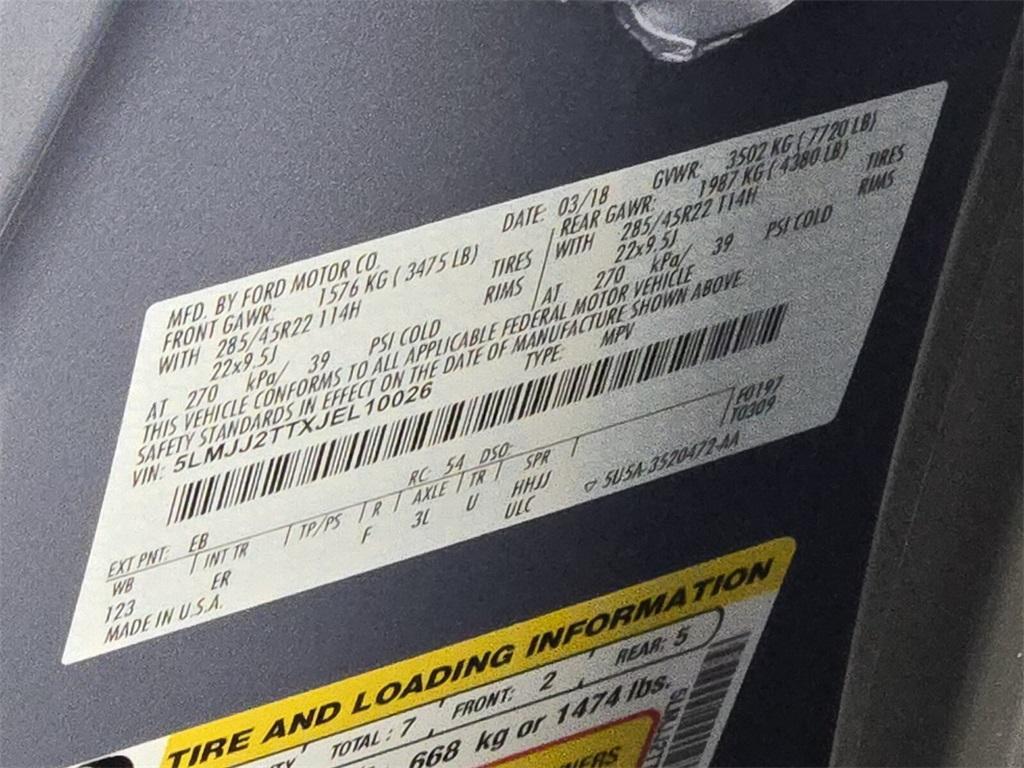 MFD. BY FORD MOTOR CO. DATE: 03/18 GVWR: 3502 KG ( 7720 LB)
FRONT GAWR: 1576 KG ( 3475 LB) REAR GAWR: 1987 KG ( 4380 LB)
WITH 285/45R22 114H TIRES WITH 285/45R22 114H TIRES
22x9.5J RIMS 22x9.5J RIMS
AT 270 kPa/ 39 PSI COLD AT 270 kPa/ 39 PSI COLD
THIS VEHICLE CONFORMS TO ALL APPLICABLE FEDERAL MOTOR VEHICLE
SAFETY STANDARDS IN EFFECT ON THE DATE OF MANUFACTURE SHOWN ABOVE.
VIN: 5LMJJ2TTXJEL10026 TYPE: MPV
F0197
T0309
EXT PNT: EB RC: 54 DSO:
WB INT TR TP/PS R AXLE TR SPR
123 ER F 3L U HHJJ
ULC
MADE IN U.S.A. 5U5A-3520472-AA
TIRE AND LOADING INFORMATION
TOTAL : 7 FRONT: 2 REAR: 5
668 kg or 1474 lbs.